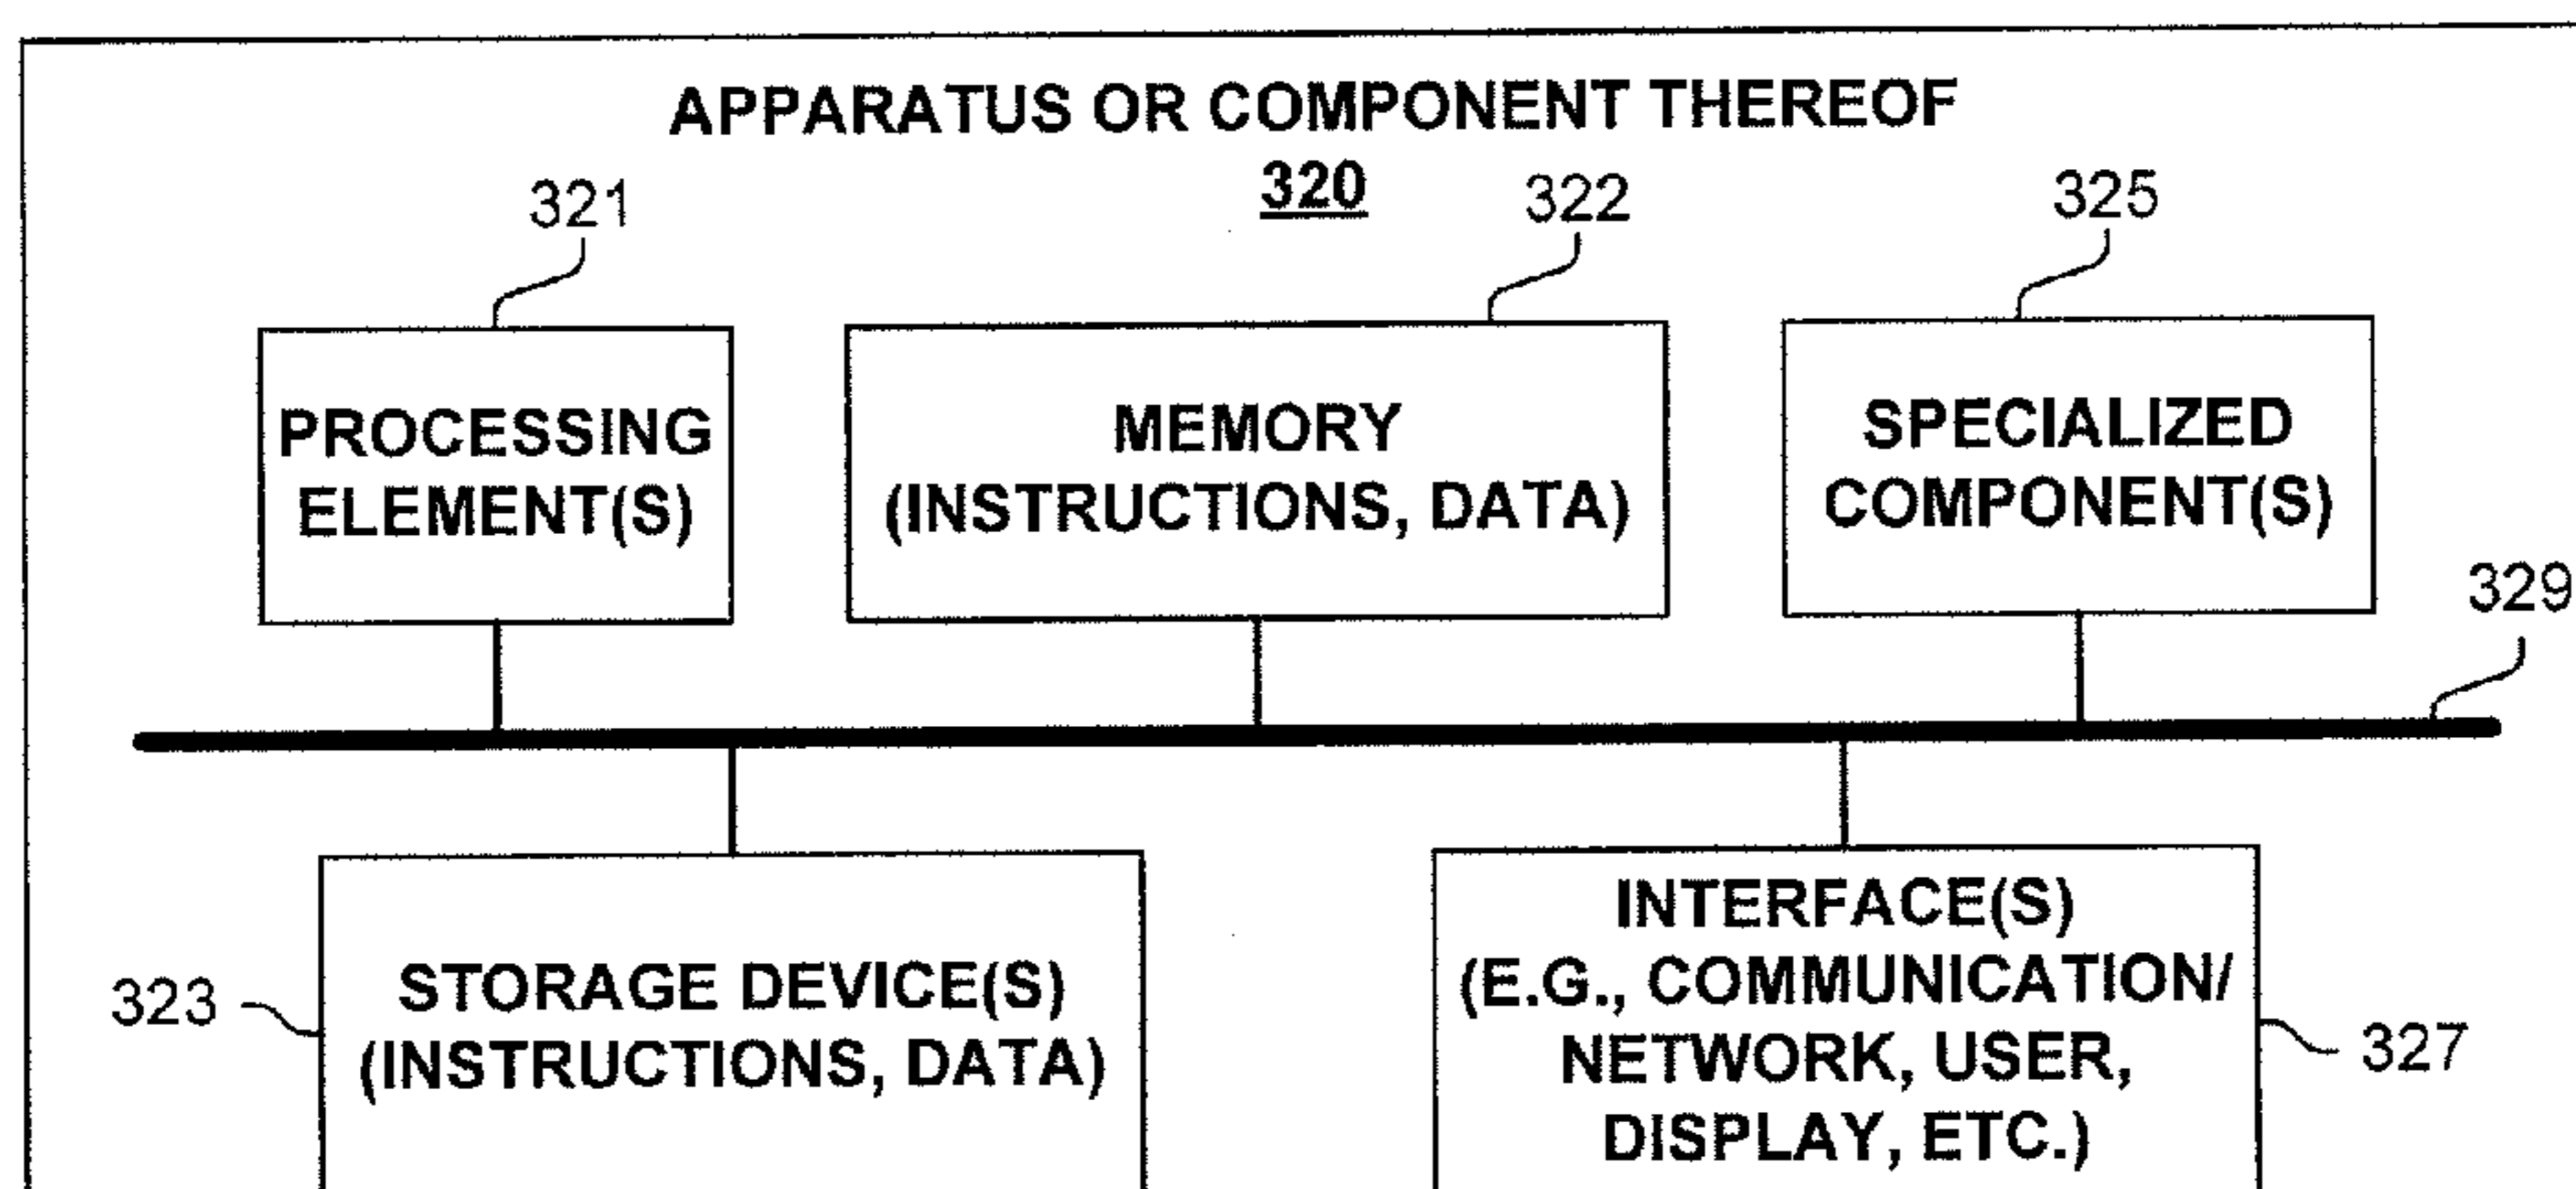 APPARATUS OR COMPONENT THEREOF
320
321
322
325
PROCESSING
ELEMENT(S)
MEMORY
(INSTRUCTIONS, DATA)
SPECIALIZED
COMPONENT(S)
329
323
STORAGE DEVICE(S)
(INSTRUCTIONS, DATA)
INTERFACE(S)
(E.G., COMMUNICATION/
NETWORK, USER,
DISPLAY, ETC.)
327